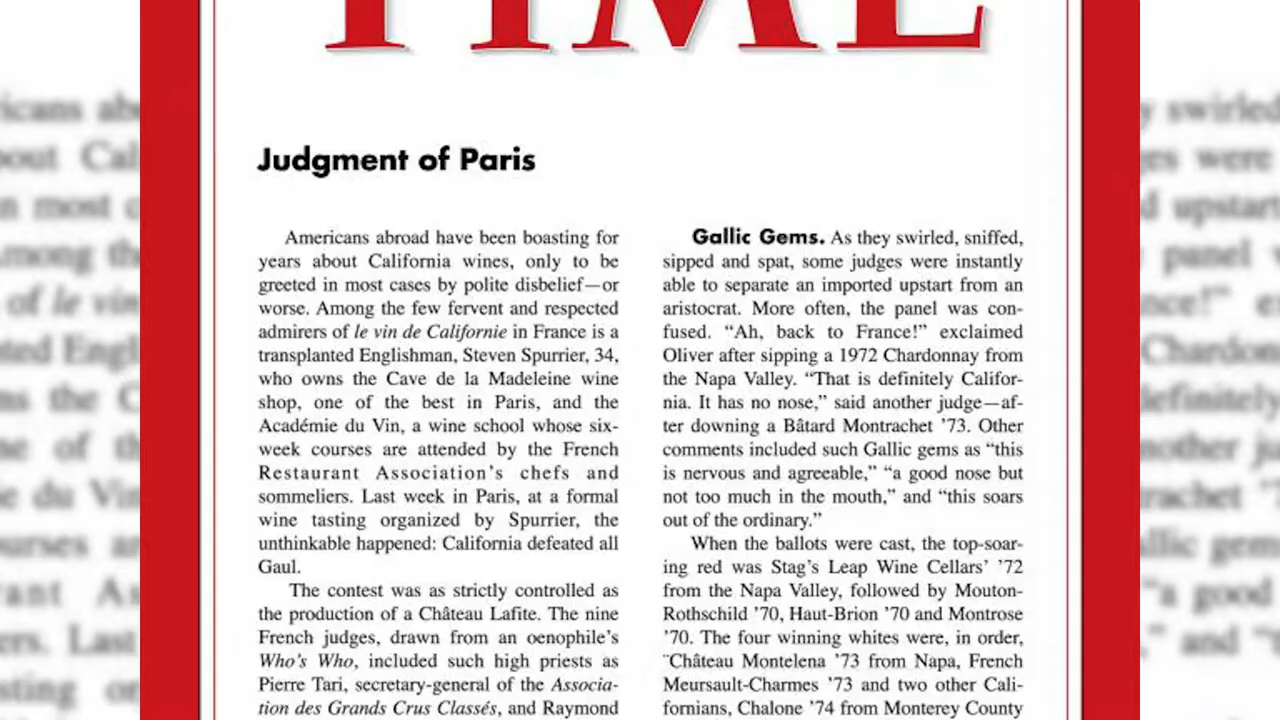 TIME
Judgment of Paris
Americans abroad have been boasting for
years about California wines, only to be
greeted in most cases by polite disbelief—or
worse. Among the few fervent and respected
admirers of le vin de Californie in France is a
transplanted Englishman, Steven Spurrier, 34,
who owns the Cave de la Madeleine wine
shop, one of the best in Paris, and the
Académie du Vin, a wine school whose six-
week courses are attended by the French
Restaurant Association's chefs and
sommeliers. Last week in Paris, at a formal
wine tasting organized by Spurrier, the
unthinkable happened: California defeated all
Gaul.
The contest was as strictly controlled as
the production of a Château Lafite. The nine
French judges, drawn from an oenophile's
Who's Who, included such high priests as
Pierre Tari, secretary-general of the Associa-
tion des Grands Crus Classés, and Raymond
Gallic Gems. As they swirled, sniffed,
sipped and spat, some judges were instantly
able to separate an imported upstart from an
aristocrat. More often, the panel was con-
fused. “Ah, back to France!” exclaimed
Oliver after sipping a 1972 Chardonnay from
the Napa Valley. “That is definitely Califor-
nia. It has no nose,” said another judge—af-
ter downing a Bâtard Montrachet ’73. Other
comments included such Gallic gems as “this
is nervous and agreeable,” “a good nose but
not too much in the mouth,” and “this soars
out of the ordinary.”
When the ballots were cast, the top-soar-
ing red was Stag’s Leap Wine Cellars’ ’72
from the Napa Valley, followed by Mouton-
Rothschild ’70, Haut-Brion ’70 and Montrose
’70. The four winning whites were, in order,
¨Château Montelena ’73 from Napa, French
Meursault-Charmes ’73 and two other Cali-
fornians, Chalone ’74 from Monterey County